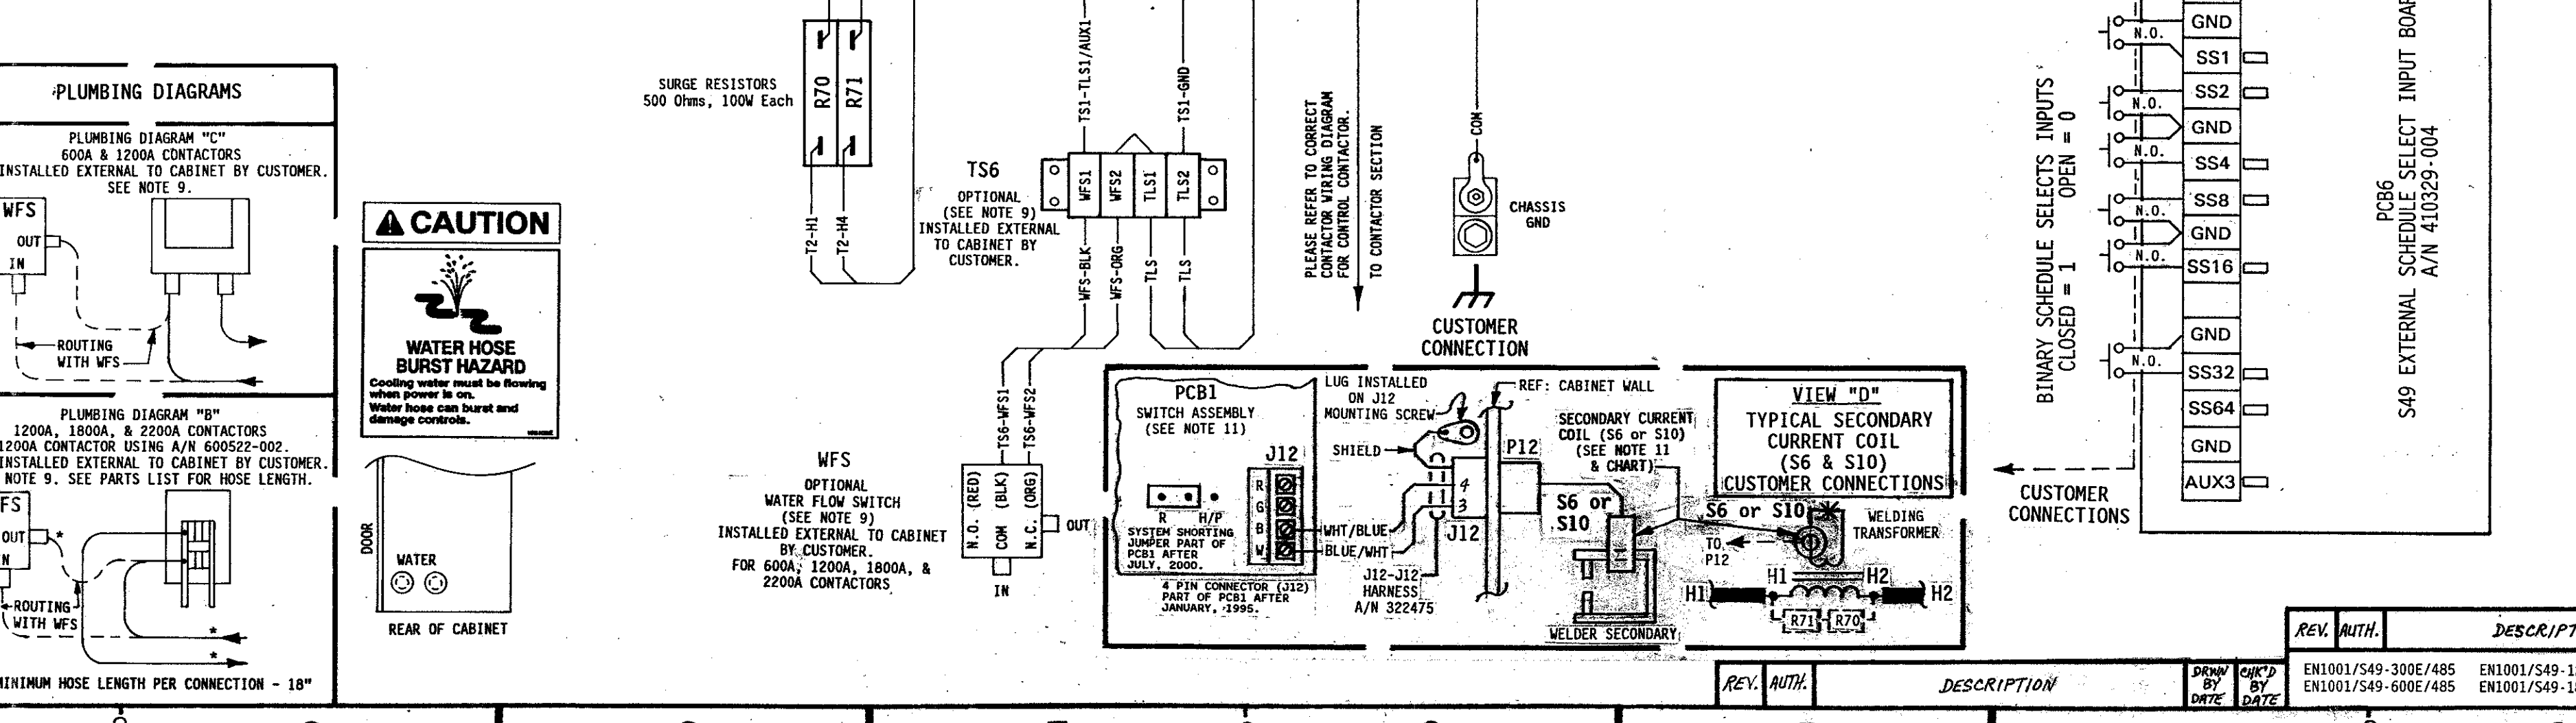 PLUMBING DIAGRAMS
PLUMBING DIAGRAM "C"
600A & 1200A CONTACTORS
INSTALLED EXTERNAL TO CABINET BY CUSTOMER.
SEE NOTE 9.
WFS
OUT
IN
ROUTING
WITH WFS
PLUMBING DIAGRAM "B"
1200A, 1800A, & 2200A CONTACTORS
1200A CONTACTOR USING A/N 600522-002.
INSTALLED EXTERNAL TO CABINET BY CUSTOMER.
NOTE 9. SEE PARTS LIST FOR HOSE LENGTH.
FS
OUT
*
N
ROUTING
WITH WFS
*
*
MINIMUM HOSE LENGTH PER CONNECTION - 18"
CAUTION
WATER HOSE
BURST HAZARD
Cooling water must be flowing
when power is on.
Water hose can burst and
damage controls.
DOOR
WATER
REAR OF CABINET
SURGE RESISTORS
500 Ohms, 100W Each
R70
R71
T2-H1
T2-H4
TS1-TLS1/AUX1
TS1-GND
TS6
OPTIONAL
(SEE NOTE 9)
INSTALLED EXTERNAL
TO CABINET BY
CUSTOMER.
WFS1
WFS2
TLS1
TLS2
WFS-BLK
WFS-ORG
TLS
TLS
TS6-WFS1
TS6-WFS2
WFS
OPTIONAL
WATER FLOW SWITCH
(SEE NOTE 9)
INSTALLED EXTERNAL TO CABINET
BY CUSTOMER.
FOR 600A, 1200A, 1800A, &
2200A CONTACTORS
N.O. (RED)
COM (BLK)
N.C. (ORG)
OUT
IN
PLEASE REFER TO CORRECT
CONTACTOR WIRING DIAGRAM
FOR CONTROL CONTACTOR.
TO CONTACTOR SECTION
COM
CHASSIS
GND
CUSTOMER
CONNECTION
PCB1
SWITCH ASSEMBLY
(SEE NOTE 11)
J12
R
G
B
W
R
H/P
SYSTEM SHORTING
JUMPER PART OF
PCB1 AFTER
JULY, 2000.
4 PIN CONNECTOR (J12)
PART OF PCB1 AFTER
JANUARY, 1995.
LUG INSTALLED
ON J12
MOUNTING SCREW
SHIELD
REF: CABINET WALL
P12
4
3
J12
WHT/BLUE
BLUE/WHT
J12-J12
HARNESS
A/N 322475
SECONDARY CURRENT
COIL (S6 or S10)
(SEE NOTE 11
& CHART)
S6 or
S10
WELDER SECONDARY
VIEW "D"
TYPICAL SECONDARY
CURRENT COIL
(S6 & S10)
CUSTOMER CONNECTIONS
S6 or S10
WELDING
TRANSFORMER
TO
P12
H1
H2
H1
H2
R71
R70
BINARY SCHEDULE SELECTS INPUTS
CLOSED = 1 OPEN = 0
N.O.
N.O.
N.O.
N.O.
N.O.
N.O.
GND
SS1
SS2
GND
SS4
SS8
GND
SS16
GND
SS32
SS64
GND
AUX3
CUSTOMER
CONNECTIONS
PCB6
S49 EXTERNAL SCHEDULE SELECT INPUT BOAR
A/N 410329-004
REV. AUTH. DESCRIPTION
DRWN BY DATE
CHK'D BY DATE
REV. AUTH. DESCRIPT
EN1001/S49-300E/485 EN1001/S49-1
EN1001/S49-600E/485 EN1001/S49-1